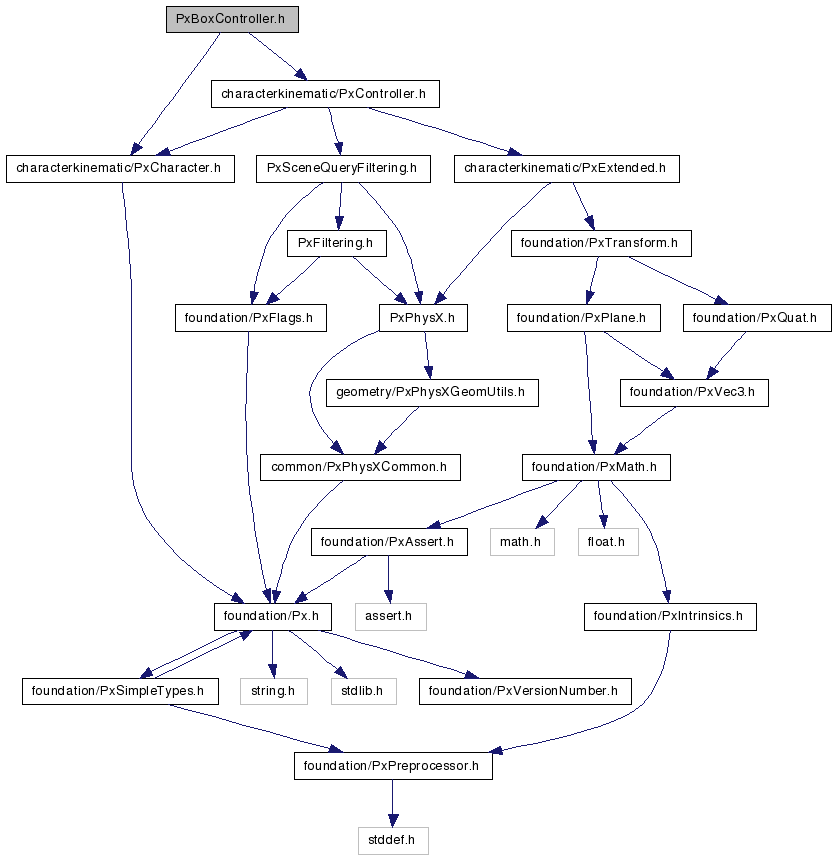 PxBoxController.h
characterkinematic/PxController.h
characterkinematic/PxCharacter.h
PxSceneQueryFiltering.h
characterkinematic/PxExtended.h
PxFiltering.h
foundation/PxTransform.h
foundation/PxFlags.h
PxPhysX.h
foundation/PxPlane.h
foundation/PxQuat.h
geometry/PxPhysXGeomUtils.h
foundation/PxVec3.h
common/PxPhysXCommon.h
foundation/PxMath.h
foundation/PxAssert.h
math.h
float.h
foundation/Px.h
assert.h
foundation/PxIntrinsics.h
foundation/PxSimpleTypes.h
string.h
stdlib.h
foundation/PxVersionNumber.h
foundation/PxPreprocessor.h
stddef.h